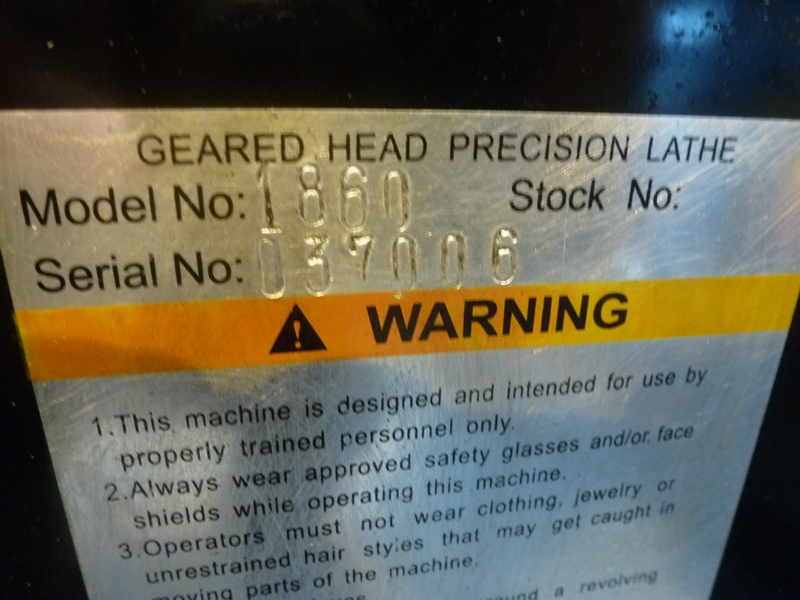 GEARED HEAD PRECISION LATHE
Model No: 1860 Stock No:
Serial No: 037006
WARNING
1.This machine is designed and intended for use by
properly trained personnel only.
2.Always wear approved safety glasses and/or. face
shields while operating this machine.
3.Operators must not wear clothing, jewelry or
unrestrained hair styles that may get caught in
moving parts of the machine.
around a revolving